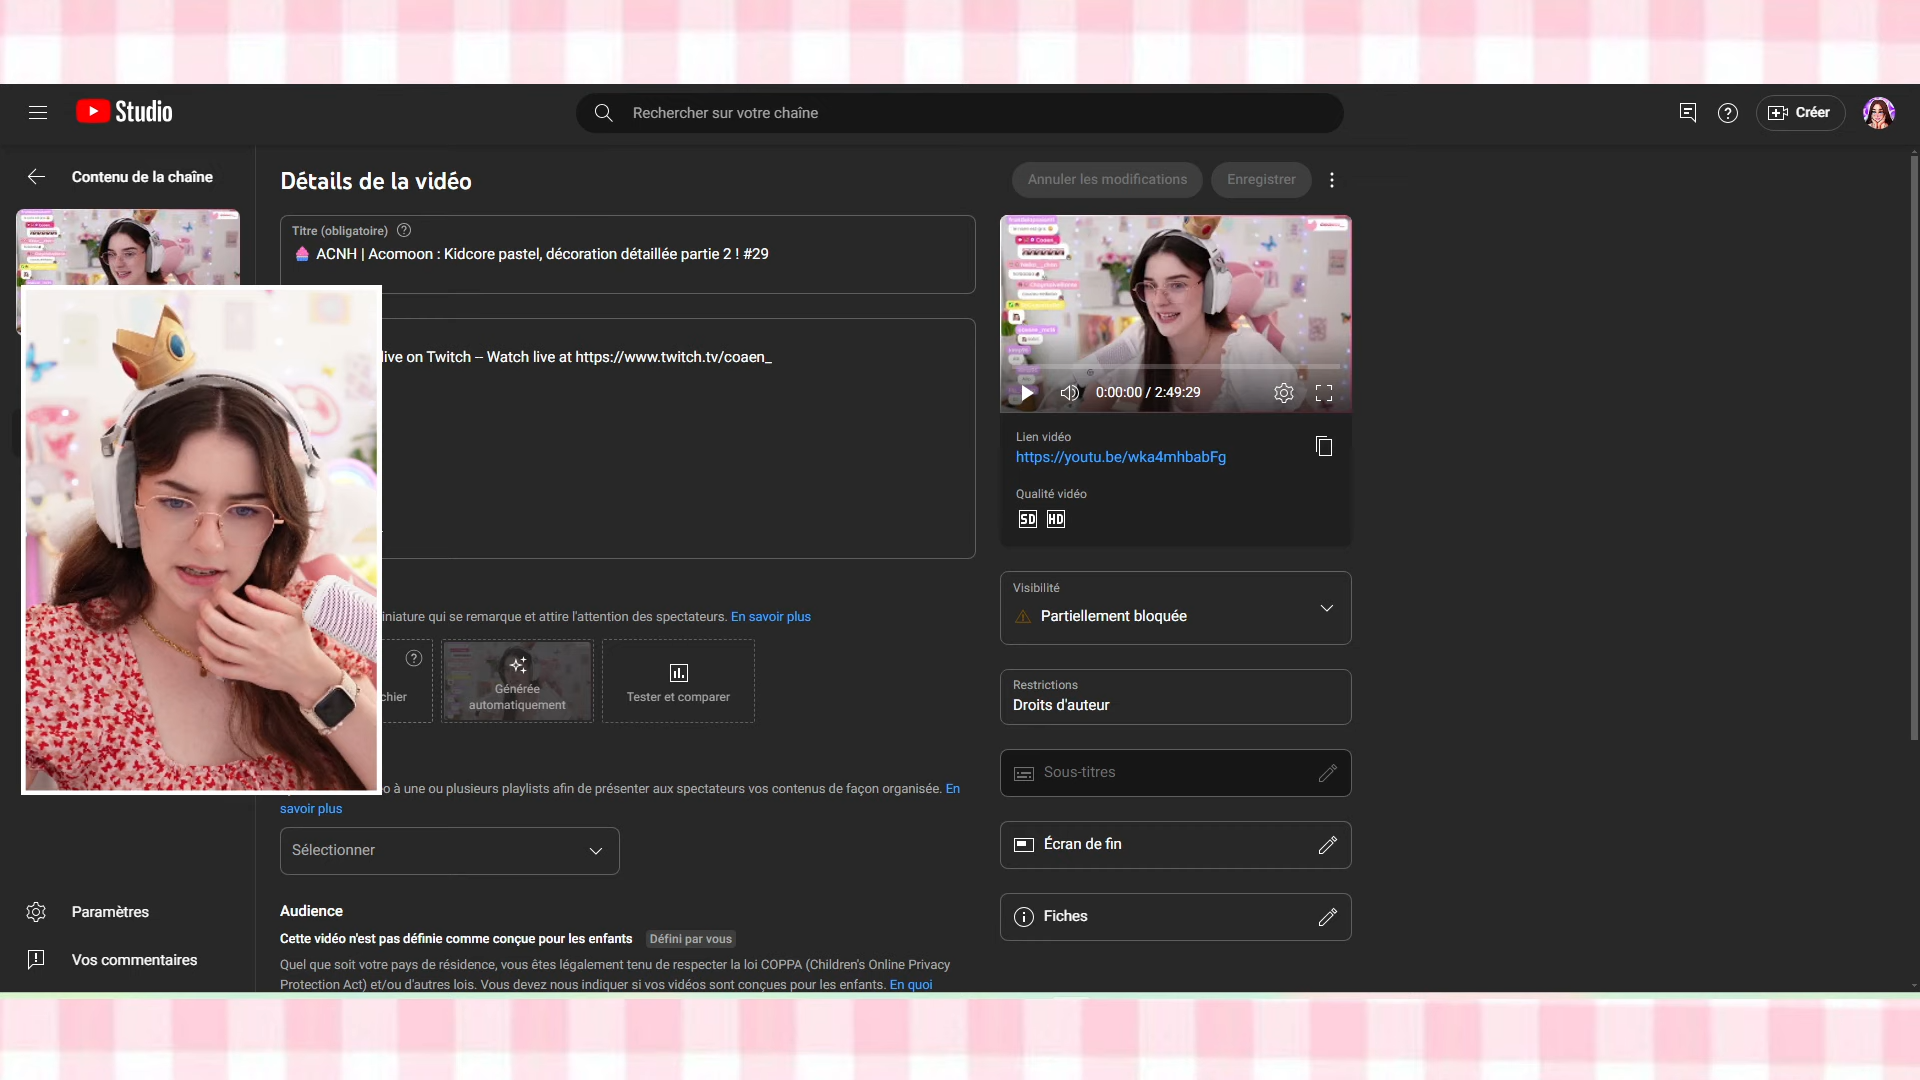 Studio
Rechercher sur votre chaîne
Créer
Contenu de la chaîne
Détails de la vidéo
Annuler les modifications
Enregistrer
Titre (obligatoire)
🧁 ACNH | Acomoon : Kidcore pastel, décoration détaillée partie 2 ! #29
ive on Twitch -- Watch live at https://www.twitch.tv/coaen_
0:00:00 / 2:49:29
Lien vidéo
https://youtu.be/wka4mhbabFg
Qualité vidéo
SD HD
Visibilité
Partiellement bloquée
iniature qui se remarque et attire l'attention des spectateurs. En savoir plus
chier
Générée
automatiquement
Tester et comparer
Restrictions
Droits d'auteur
Sous-titres
o à une ou plusieurs playlists afin de présenter aux spectateurs vos contenus de façon organisée. En
savoir plus
Sélectionner
Écran de fin
Audience
Fiches
Paramètres
Cette vidéo n'est pas définie comme conçue pour les enfants Défini par vous
Vos commentaires
Quel que soit votre pays de résidence, vous êtes légalement tenu de respecter la loi COPPA (Children's Online Privacy
Protection Act) et/ou d'autres lois. Vous devez nous indiquer si vos vidéos sont conçues pour les enfants. En quoi